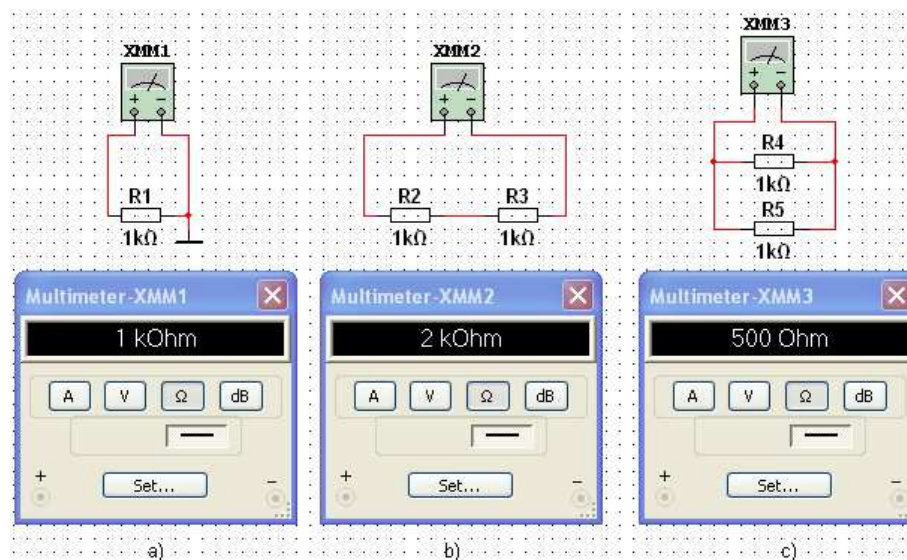 XMM1
XMM2
XMM3
+ −
+ −
+ −
R1
1kΩ
R2
1kΩ
R3
1kΩ
R4
1kΩ
R5
1kΩ
Multimeter-XMM1
1 kOhm
A V Ω dB
+ Set... -
a)
Multimeter-XMM2
2 kOhm
A V Ω dB
+ Set... -
b)
Multimeter-XMM3
500 Ohm
A V Ω dB
+ Set... -
c)